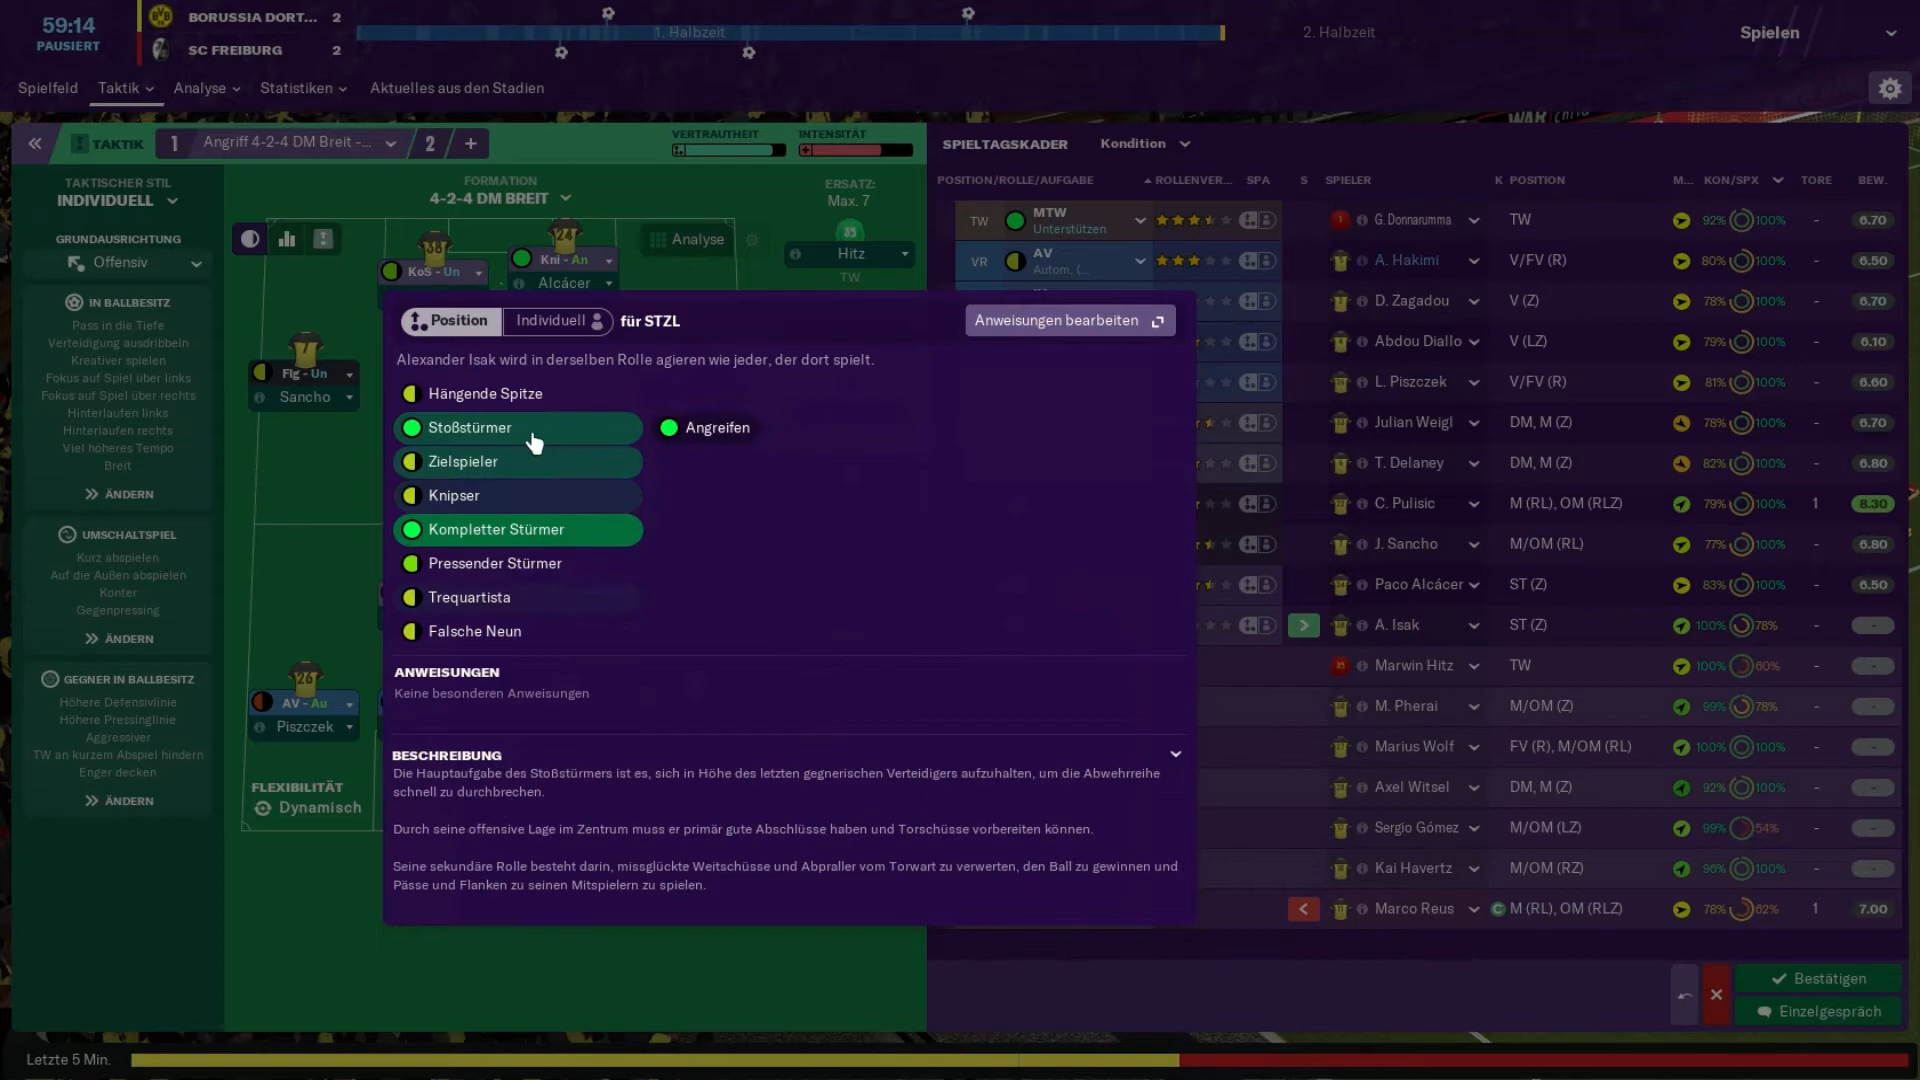 59:14
PAUSIERT
BORUSSIA DORT... 2
SC FREIBURG 2
1. Halbzeit
2. Halbzeit
Spielen
Spielfeld Taktik Analyse Statistiken Aktuelles aus den Stadien
TAKTIK 1 Angriff 4-2-4 DM Breit -... 2 +
VERTRAUTHEIT
INTENSITÄT
TAKTISCHER STIL
INDIVIDUELL
GRUNDAUSRICHTUNG
Offensiv
IN BALLBESITZ
Pass in die Tiefe
Verteidigung ausdribbeln
Kreativer spielen
Fokus auf Spiel über links
Fokus auf Spiel über rechts
Hinterlaufen links
Hinterlaufen rechts
Viel höheres Tempo
Breit
ÄNDERN
UMSCHALTSPIEL
Kurz abspielen
Auf die Außen abspielen
Konter
Gegenpressing
ÄNDERN
GEGNER IN BALLBESITZ
Höhere Defensivlinie
Höhere Pressinglinie
Aggressiver
TW an kurzem Abspiel hindern
Enger decken
ÄNDERN
FORMATION
4-2-4 DM BREIT
ERSATZ:
Max. 7
Analyse
35
Hitz
TW
KoS - Un
24
Kni - An
Alcácer
7
Flg - Un
Sancho
26
AV - Au
Piszczek
FLEXIBILITÄT
Dynamisch
Position Individuell für STZL
Anweisungen bearbeiten
Alexander Isak wird in derselben Rolle agieren wie jeder, der dort spielt.
Hängende Spitze
Stoßstürmer Angreifen
Zielspieler
Knipser
Kompletter Stürmer
Pressender Stürmer
Trequartista
Falsche Neun
ANWEISUNGEN
Keine besonderen Anweisungen
BESCHREIBUNG
Die Hauptaufgabe des Stoßstürmers ist es, sich in Höhe des letzten gegnerischen Verteidigers aufzuhalten, um die Abwehrreihe
schnell zu durchbrechen.
Durch seine offensive Lage im Zentrum muss er primär gute Abschlüsse haben und Torschüsse vorbereiten können.
Seine sekundäre Rolle besteht darin, missglückte Weitschüsse und Abpraller vom Torwart zu verwerten, den Ball zu gewinnen und
Pässe und Flanken zu seinen Mitspielern zu spielen.
SPIELTAGSKADER Kondition
POSITION/ROLLE/AUFGABE ROLLENVER... SPA S SPIELER K POSITION M... KON/SPX TORE BEW.
TW MTW Unterstützen G. Donnarumma TW 92% 100% - 6.70
VR AV Autom. (... A. Hakimi V/FV (R) 80% 100% - 6.50
D. Zagadou V (Z) 78% 100% - 6.70
Abdou Diallo V (LZ) 79% 100% - 6.10
L. Piszczek V/FV (R) 81% 100% - 6.60
Julian Weigl DM, M (Z) 78% 100% - 6.70
T. Delaney DM, M (Z) 82% 100% - 6.80
C. Pulisic M (RL), OM (RLZ) 79% 100% 1 8.30
J. Sancho M/OM (RL) 77% 100% - 6.80
Paco Alcácer ST (Z) 83% 100% - 6.50
A. Isak ST (Z) 100% 78% - -
Marwin Hitz TW 100% 60% - -
M. Pherai M/OM (Z) 99% 78% - -
Marius Wolf FV (R), M/OM (RL) 100% 100% - -
Axel Witsel DM, M (Z) 92% 100% - -
Sergio Gómez M/OM (LZ) 99% 54% - -
Kai Havertz M/OM (RZ) 96% 100% - -
Marco Reus C M (RL), OM (RLZ) 78% 62% 1 7.00
Bestätigen
Einzelgespräch
Letzte 5 Min.